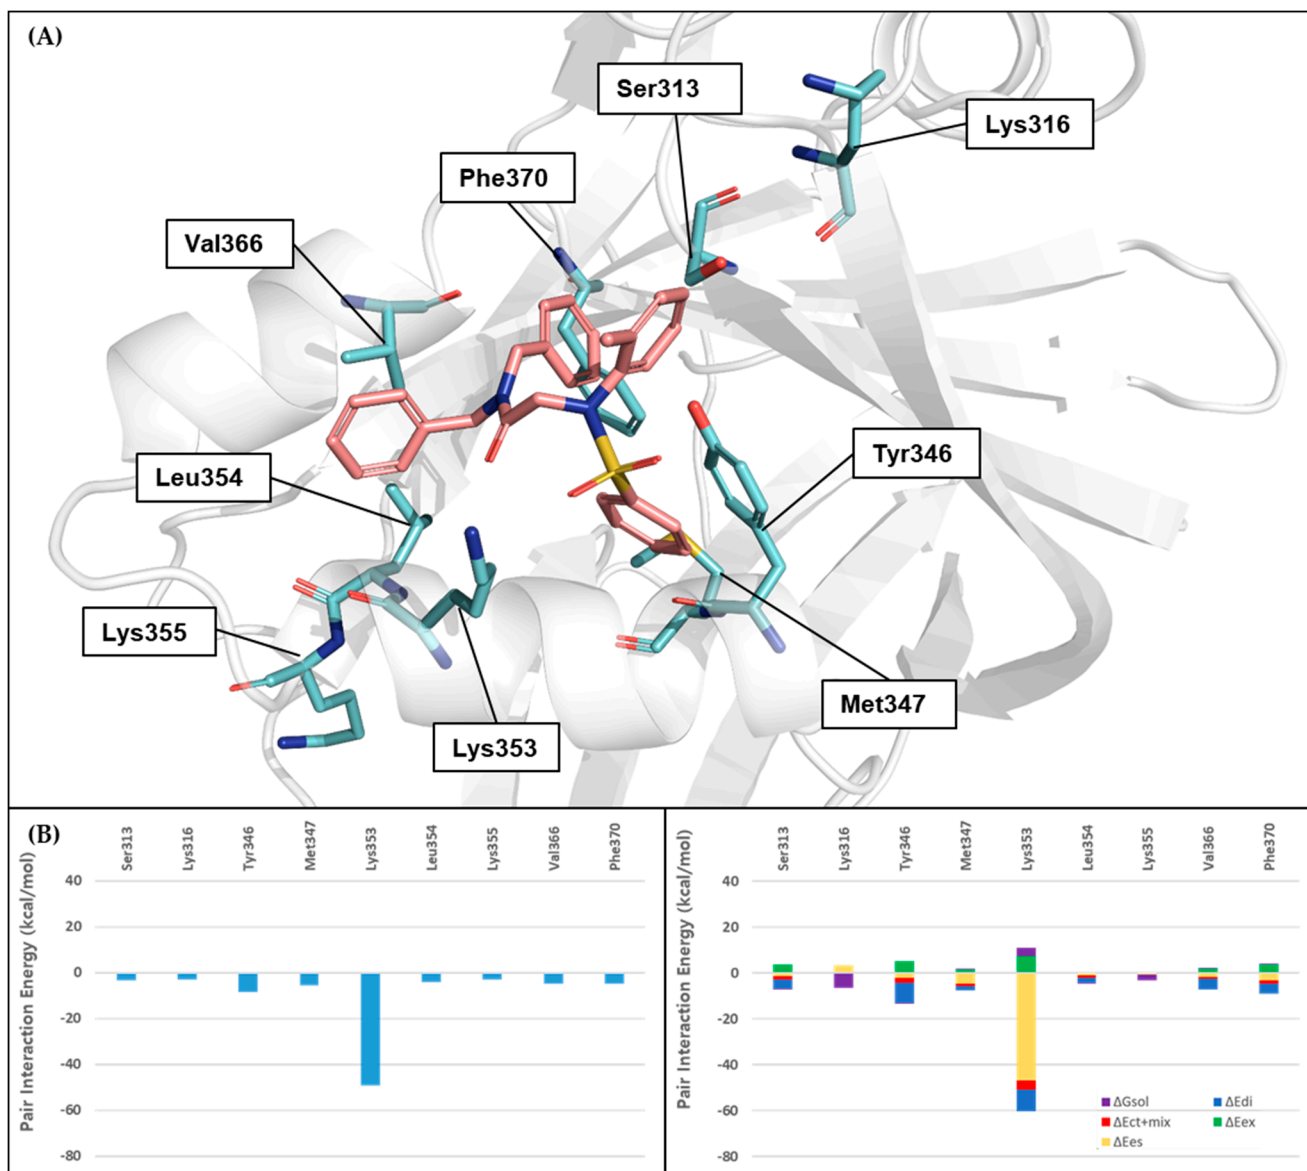 (A)
Ser313
Lys316
Phe370
Val366
Tyr346
Leu354
Lys355
Met347
Lys353
(B)
Ser313 Lys316 Tyr346 Met347 Lys353 Leu354 Lys355 Val366 Phe370
Pair Interaction Energy (kcal/mol)
40
20
0
-20
-40
-60
-80
Ser313 Lys316 Tyr346 Met347 Lys353 Leu354 Lys355 Val366 Phe370
Pair Interaction Energy (kcal/mol)
40
20
0
-20
-40
-60
-80
ΔGsol ΔEdi
ΔEct+mix ΔEex
ΔEes